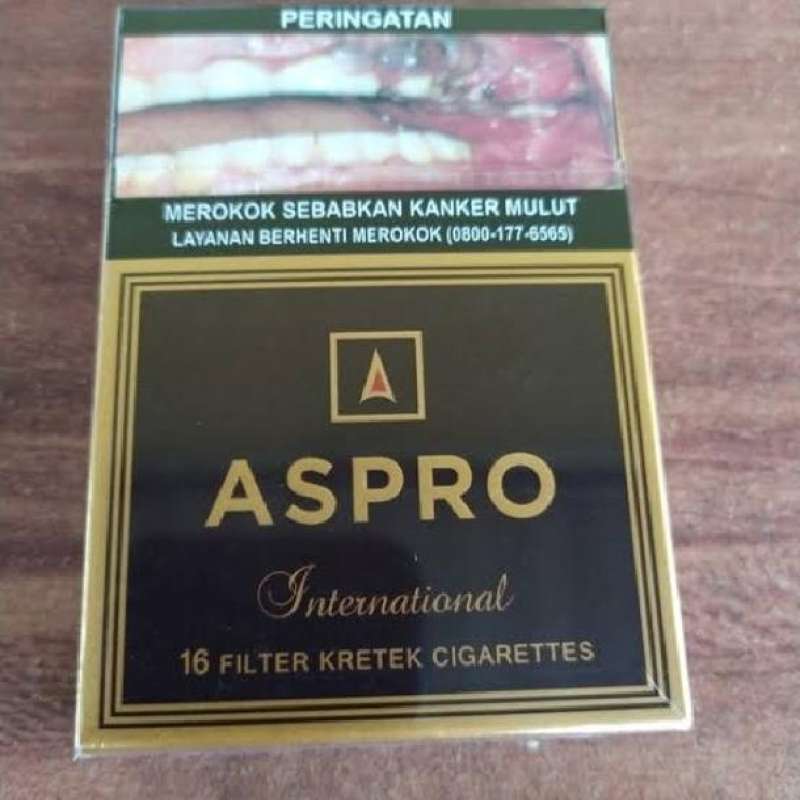 PERINGATAN
MEROKOK SEBABKAN KANKER MULUT
LAYANAN BERHENTI MEROKOK (0800-177-6565)
ASPRO
International
16 FILTER KRETEK CIGARETTES